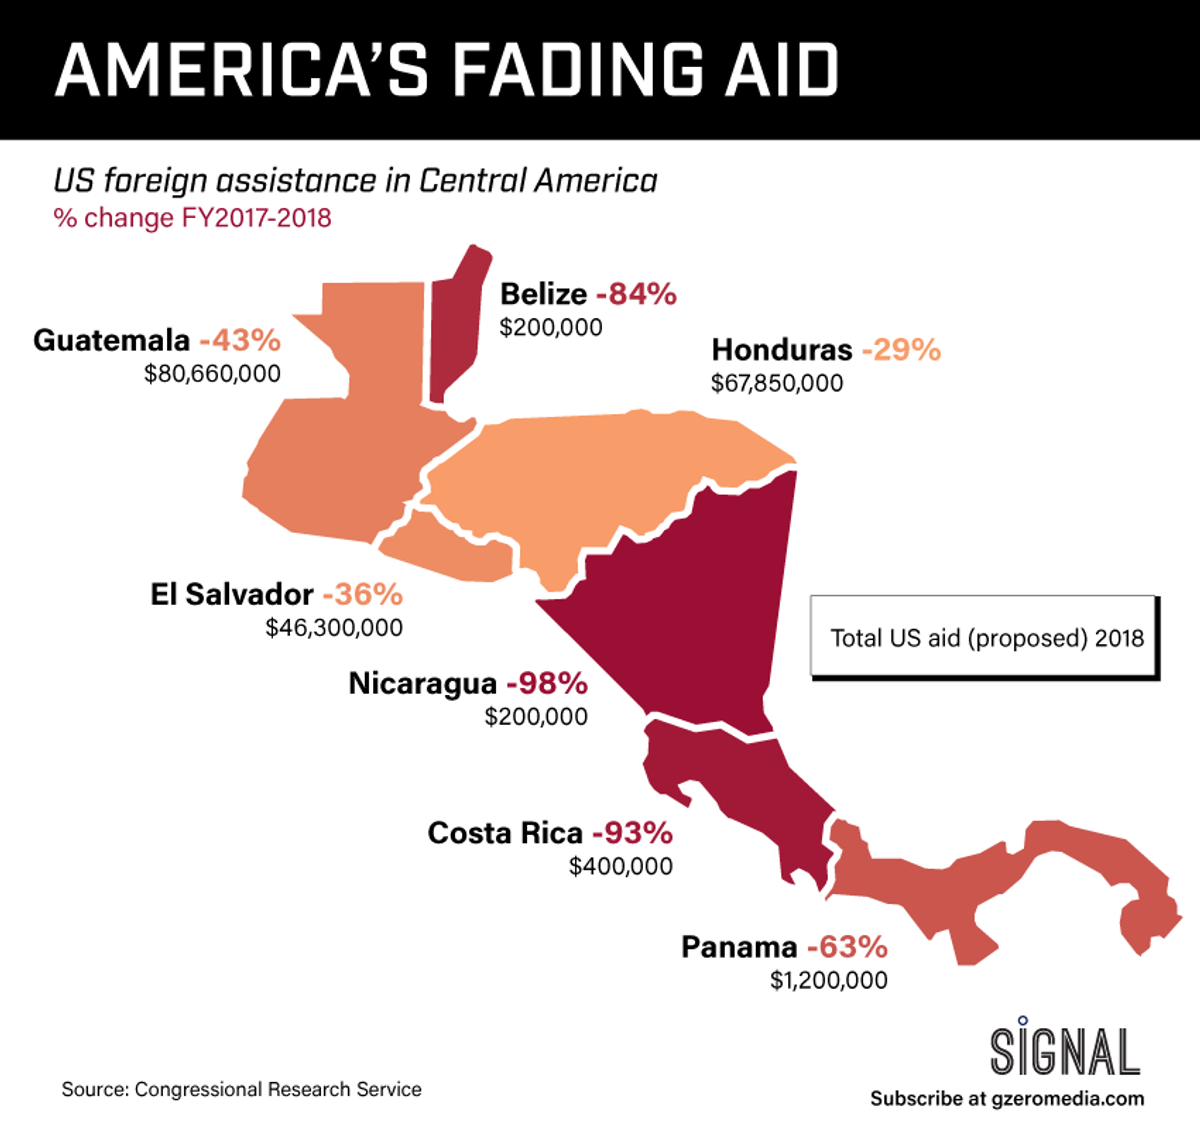 AMERICA'S FADING AID
US foreign assistance in Central America
% change FY2017-2018
Belize -84%
$200,000
Guatemala -43%
$80,660,000
Honduras -29%
$67,850,000
El Salvador -36%
$46,300,000
Total US aid (proposed) 2018
Nicaragua -98%
$200,000
Costa Rica -93%
$400,000
Panama -63%
$1,200,000
SIGNAL
Source: Congressional Research Service
Subscribe at gzeromedia.com